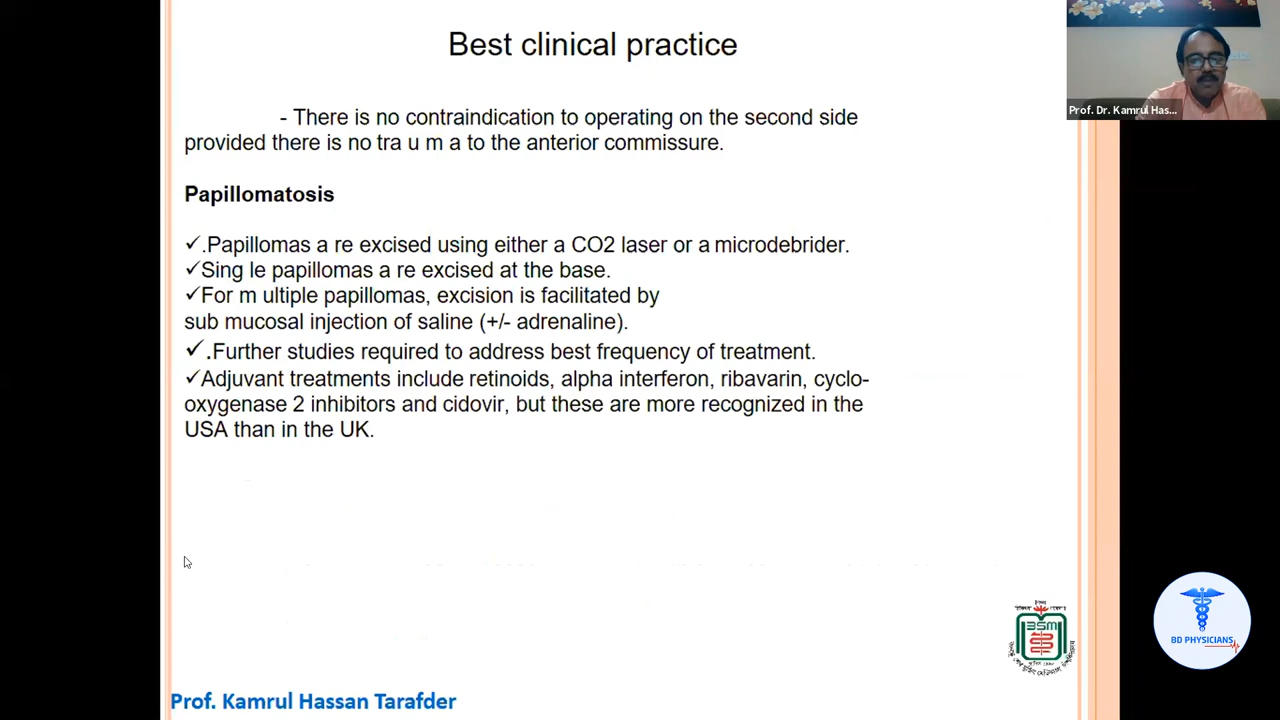 Best clinical practice
Prof. Dr. Kamrul Has...
- There is no contraindication to operating on the second side
provided there is no tra u m a to the anterior commissure.
Papillomatosis
✓.Papillomas a re excised using either a CO2 laser or a microdebrider.
✓Sing le papillomas a re excised at the base.
✓For m ultiple papillomas, excision is facilitated by
sub mucosal injection of saline (+/- adrenaline).
✓.Further studies required to address best frequency of treatment.
✓Adjuvant treatments include retinoids, alpha interferon, ribavarin, cyclo-
oxygenase 2 inhibitors and cidovir, but these are more recognized in the
USA than in the UK.
BSM
BD PHYSICIANS
Prof. Kamrul Hassan Tarafder